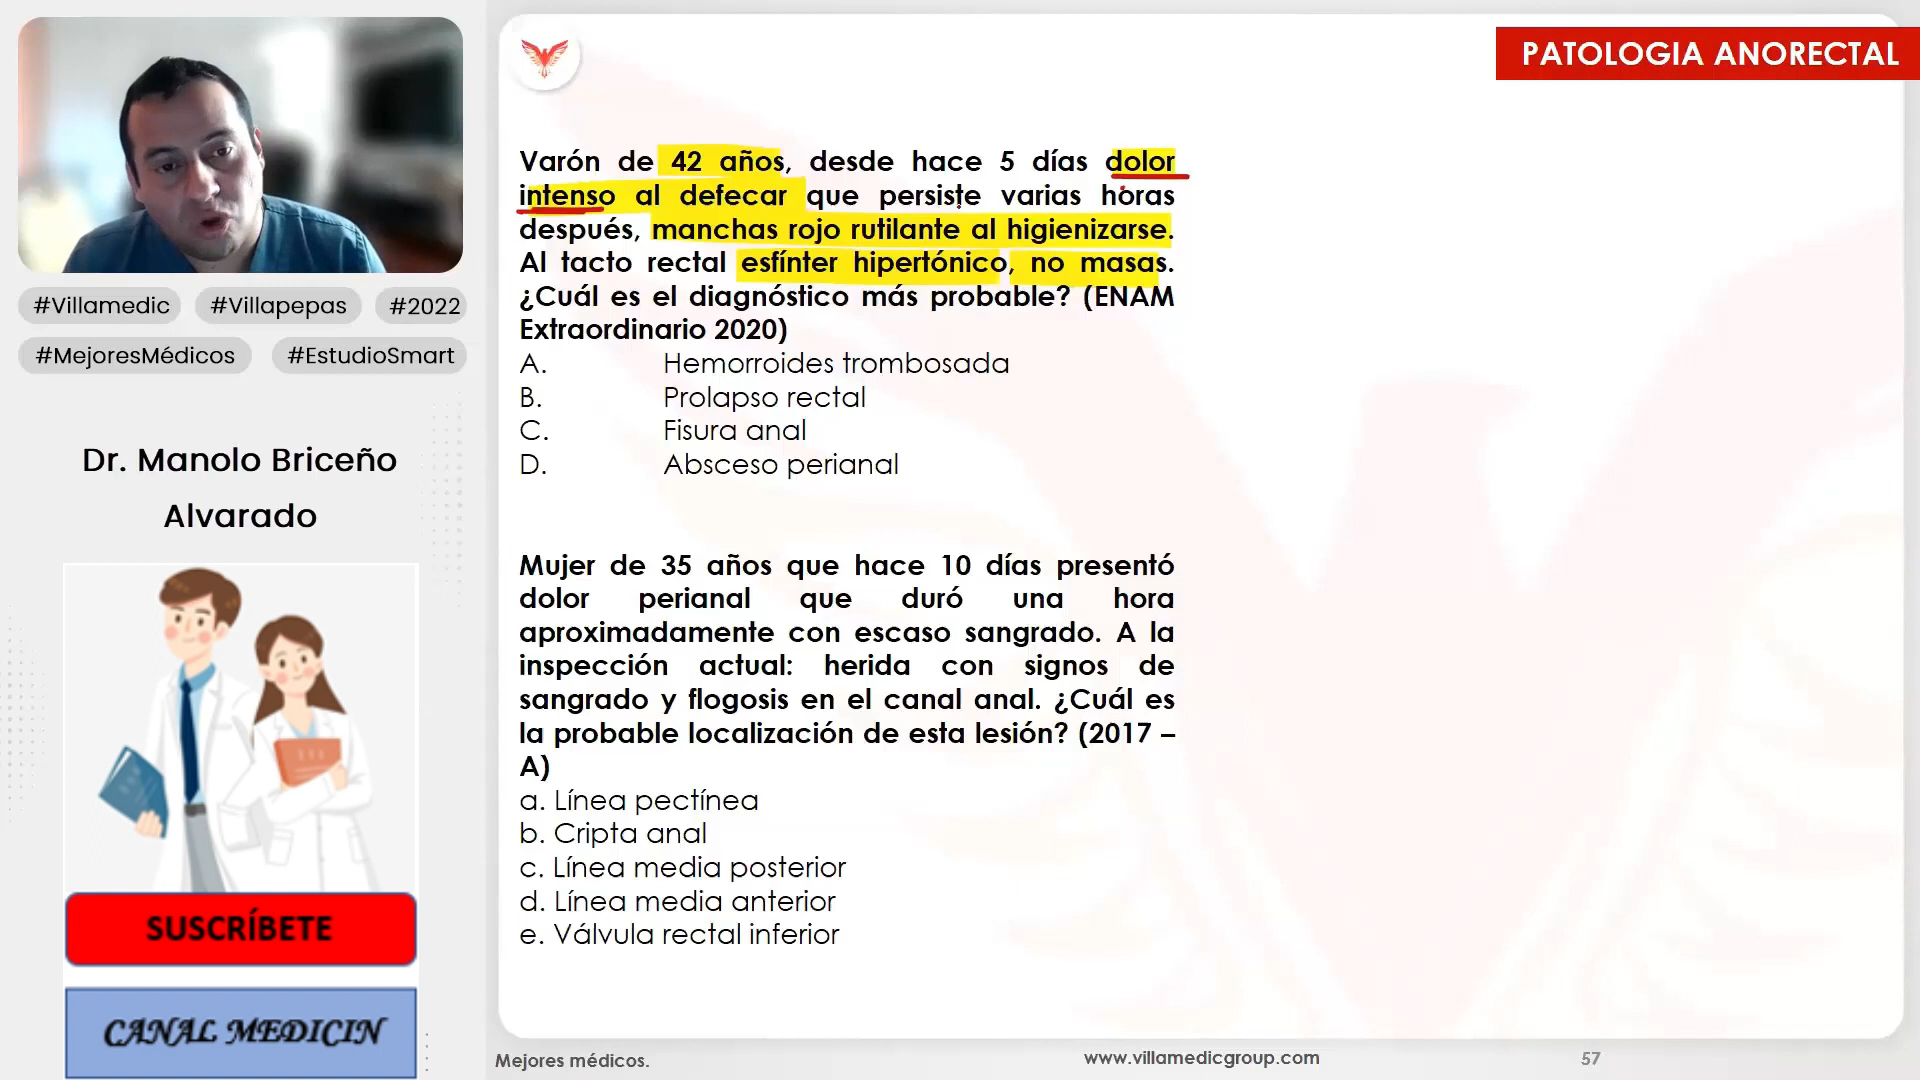 PATOLOGIA ANORECTAL
Varón de 42 años, desde hace 5 días dolor
intenso al defecar que persiste varias horas
después, manchas rojo rutilante al higienizarse.
Al tacto rectal esfínter hipertónico, no masas.
¿Cuál es el diagnóstico más probable? (ENAM
Extraordinario 2020)
A. Hemorroides trombosada
B. Prolapso rectal
C. Fisura anal
D. Absceso perianal
Mujer de 35 años que hace 10 días presentó
dolor perianal que duró una hora
aproximadamente con escaso sangrado. A la
inspección actual: herida con signos de
sangrado y flogosis en el canal anal. ¿Cuál es
la probable localización de esta lesión? (2017 –
A)
a. Línea pectínea
b. Cripta anal
c. Línea media posterior
d. Línea media anterior
e. Válvula rectal inferior
#Villamedic #Villapepas #2022
#MejoresMédicos #EstudioSmart
Dr. Manolo Briceño
Alvarado
SUSCRÍBETE
CANAL MEDICIN
Mejores médicos.
www.villamedicgroup.com
57